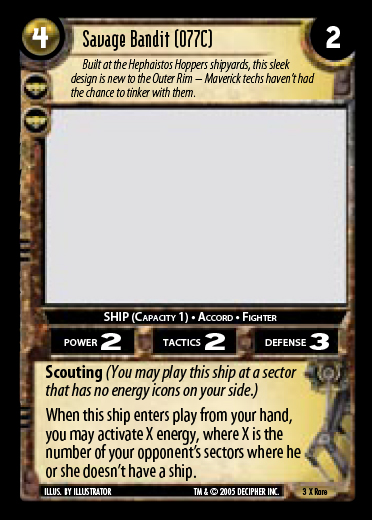 4 Savage Bandit (077C) 2
Built at the Hephaistos Hoppers shipyards, this sleek
design is new to the Outer Rim – Maverick techs haven't had
the chance to tinker with them.
SHIP (CAPACITY 1) • ACCORD • FIGHTER
POWER 2 TACTICS 2 DEFENSE 3
Scouting (You may play this ship at a sector
that has no energy icons on your side.)
When this ship enters play from your hand,
you may activate X energy, where X is the
number of your opponent's sectors where he
or she doesn't have a ship.
ILLUS. BY ILLUSTRATOR TM & © 2005 DECIPHER INC. 3 X Rare